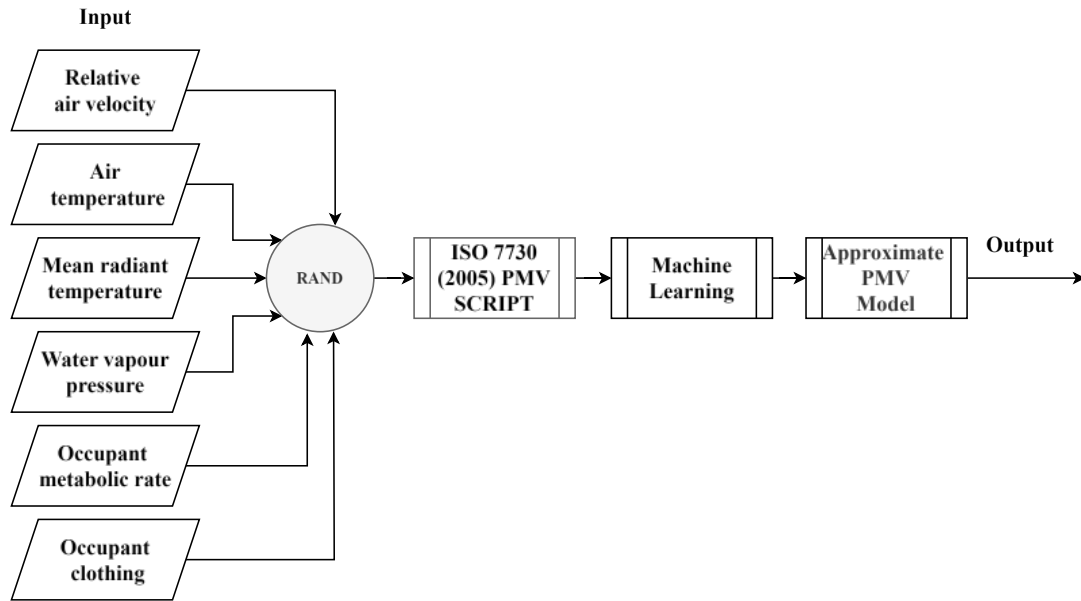 Input
Relative
air velocity
Air
temperature
Mean radiant
temperature
Water vapour
pressure
Occupant
metabolic rate
Occupant
clothing
RAND
ISO 7730
(2005) PMV
SCRIPT
Machine
Learning
Approximate
PMV
Model
Output